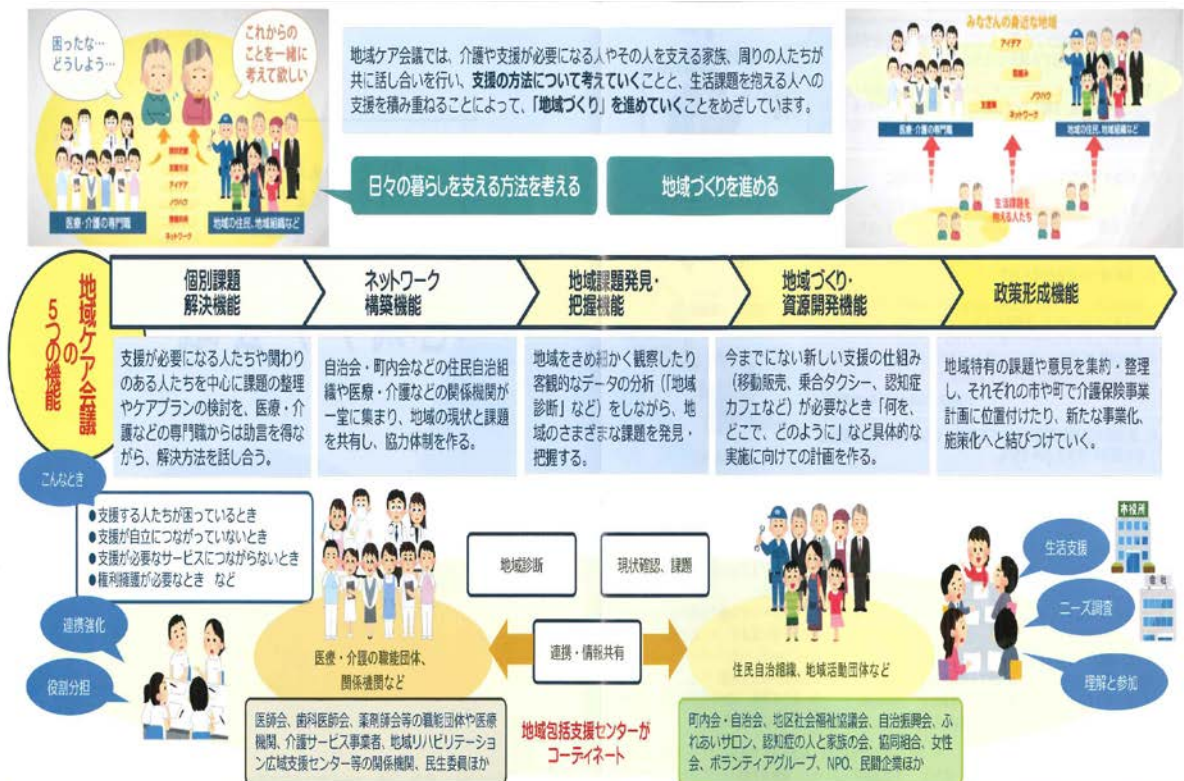 困ったな…
どうしよう…
これからの
ことを一緒に
考えて欲しい
アイデア
ノウハウ
ネットワーク
医療・介護の専門職
地域の住民、地域組織など
地域ケア会議では、介護や支援が必要になる人やその人を支える家族、周りの人たちが
共に話し合いを行い、支援の方法について考えていくことと、生活課題を抱える人への
支援を積み重ねることによって、「地域づくり」を進めていくことをめざしています。
日々の暮らしを支える方法を考える
地域づくりを進める
みなさんの身近な地域
アイデア
ノウハウ
ネットワーク
医療・介護の専門職
地域の住民、地域組織など
生活課題を
抱える人たち
地域ケア会議
の
5つの機能
個別課題
解決機能
ネットワーク
構築機能
地域課題発見・
把握機能
地域づくり・
資源開発機能
政策形成機能
支援が必要になる人たちや関わり
のある人たちを中心に課題の整理
やケアプランの検討を、医療・介
護などの専門職からは助言を得な
がら、解決方法を話し合う。
自治会・町内会などの住民自治組
織や医療・介護などの関係機関が
一堂に集まり、地域の現状と課題
を共有し、協力体制を作る。
地域をきめ細かく観察したり
客観的なデータの分析(「地域
診断」など)をしながら、地
域のさまざまな課題を発見・
把握する。
今までにない新しい支援の仕組み
(移動販売、乗合タクシー、認知症
カフェなど)が必要なとき「何を、
どこで、どのように」など具体的な
実施に向けての計画を作る。
地域特有の課題や意見を集約・整理
し、それぞれの市や町で介護保険事業
計画に位置付けたり、新たな事業化、
施策化へと結びつけていく。
こんなとき
●支援する人たちが困っているとき
●支援が自立につながっていないとき
●支援が必要なサービスにつながらないとき
●権利擁護が必要なとき など
連携強化
役割分担
医療・介護の職能団体、
関係機関など
地域診断
現状確認、課題
連携・情報共有
住民自治組織、地域活動団体など
生活支援
ニーズ調査
理解と参加
市役所
会社
医師会、歯科医師会、薬剤師会等の職能団体や医療
機関、介護サービス事業者、地域リハビリテーショ
ン広域支援センター等の関係機関、民生委員ほか
地域包括支援センターが
コーディネート
町内会・自治会、地区社会福祉協議会、自治振興会、ふ
れあいサロン、認知症の人と家族の会、協同組合、女性
会、ボランティアグループ、NPO、民間企業ほか